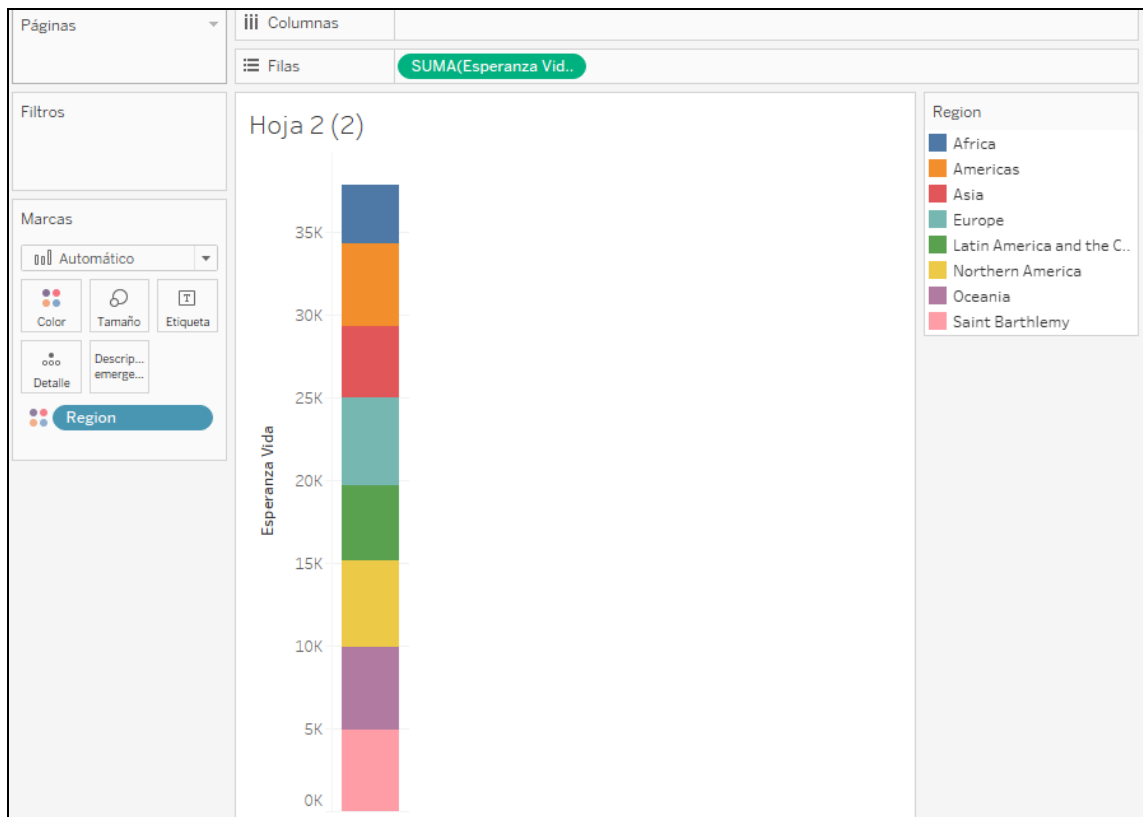 Páginas
Columnas
Filas
SUMA(Esperanza Vid..
Filtros
Marcas
Automático
Color
Tamaño
Etiqueta
Detalle
Descrip...
emerge...
Region
Hoja 2 (2)
Esperanza Vida
35K
30K
25K
20K
15K
10K
5K
0K
Region
Africa
Americas
Asia
Europe
Latin America and the C..
Northern America
Oceania
Saint Barthlemy